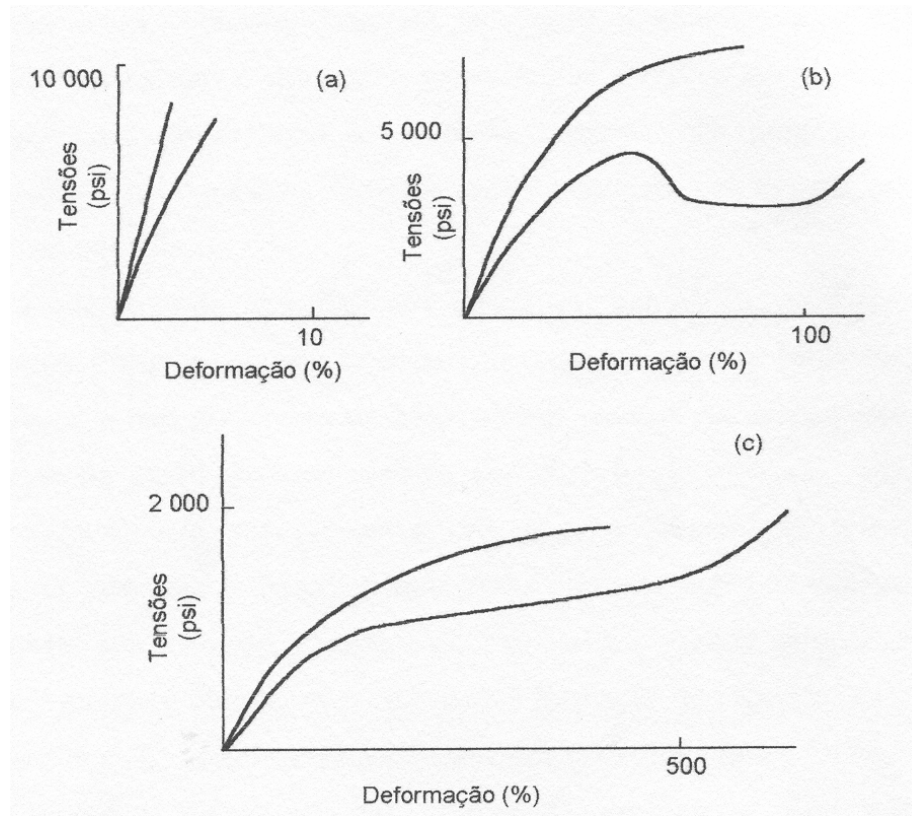 (a)
10 000
Tensões
(psi)
10
Deformação (%)
(b)
5 000
Tensões
(psi)
100
Deformação (%)
(c)
2 000
Tensões
(psi)
500
Deformação (%)